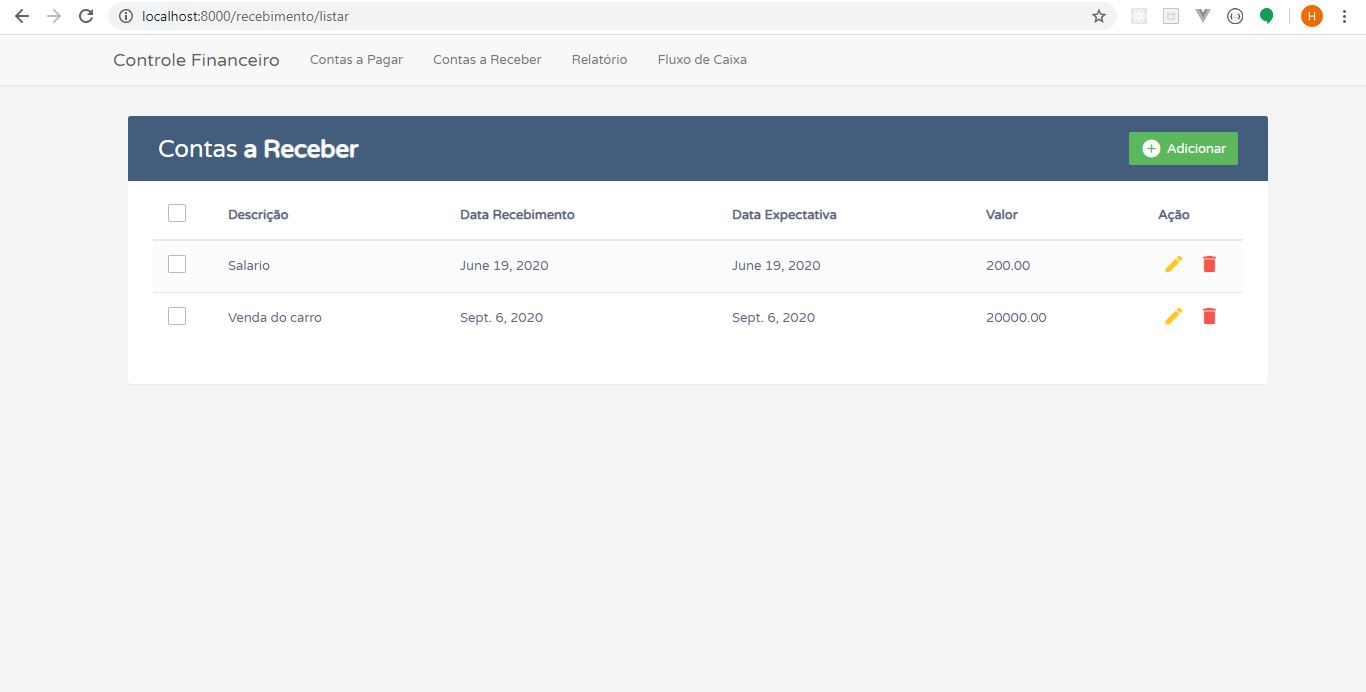 localhost:8000/recebimento/listar
H
Controle Financeiro Contas a Pagar Contas a Receber Relatório Fluxo de Caixa
Contas a Receber
Adicionar
Descrição Data Recebimento Data Expectativa Valor Ação
Salario June 19, 2020 June 19, 2020 200.00
Venda do carro Sept. 6, 2020 Sept. 6, 2020 20000.00